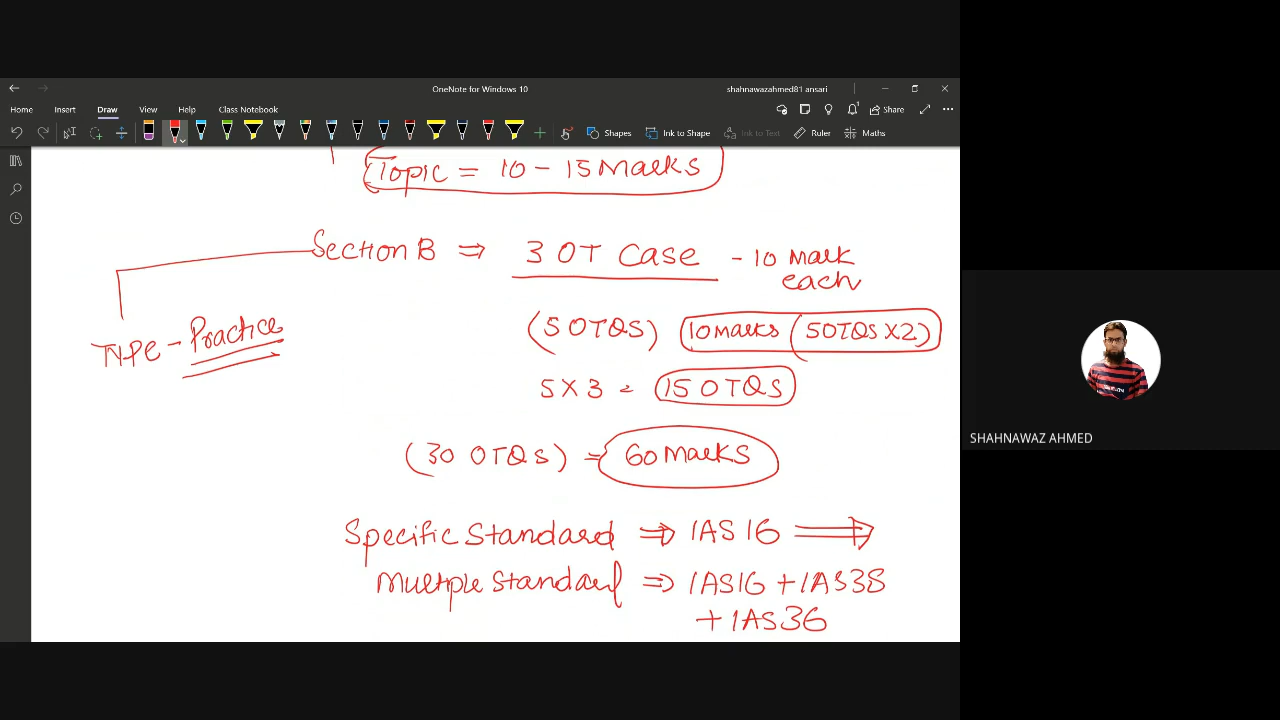 OneNote for Windows 10
shahnawazahmed81 ansari
Home Insert Draw View Help Class Notebook
Share
Shapes Ink to Shape Ink to Text Ruler Maths
Topic = 10 - 15 Marks
Section B ⇒ 3 OT Case - 10 Mark
each
(5 OTQS) 10 marks (5 OTQS X 2)
TYPE - Practice
5 X 3 = 15 OTQS
(30 OTQS) = 60 Marks
Specific Standard ⇒ IAS 16 ⇒
Multple Standard ⇒ IAS 16 + IAS 38
+ IAS 36
SHAHNAWAZ AHMED